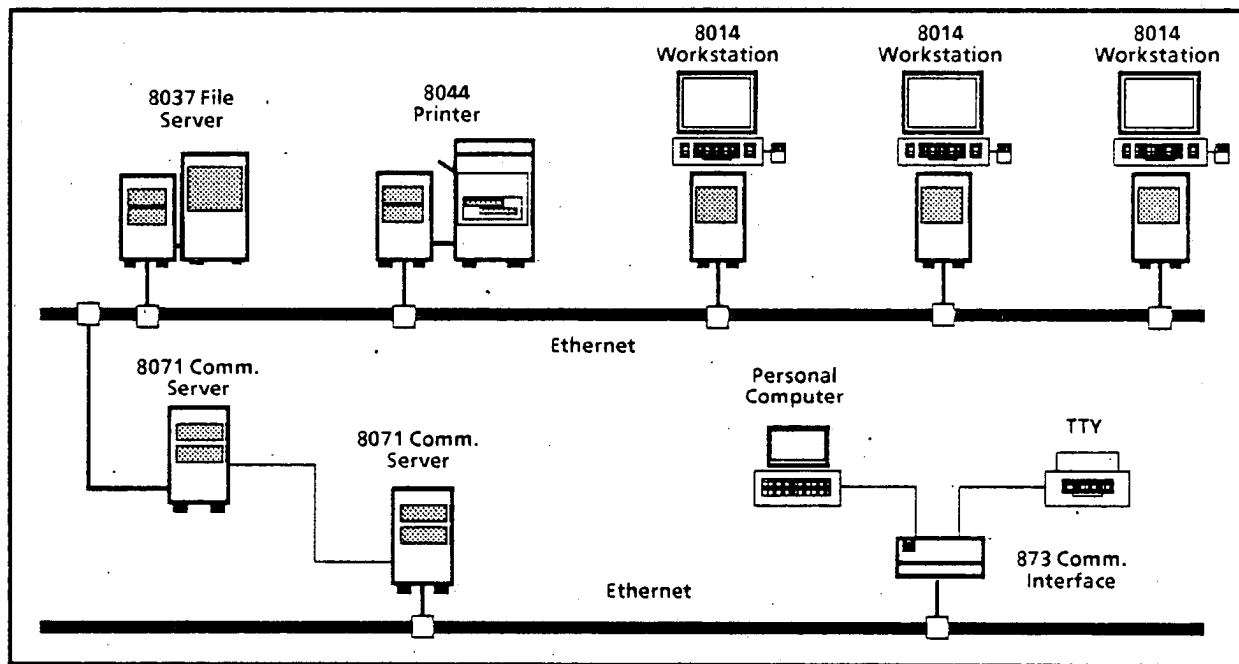 8014
Workstation
8014
Workstation
8014
Workstation
8037 File
Server
8044
Printer
Ethernet
8071 Comm.
Server
8071 Comm.
Server
Personal
Computer
TTY
873 Comm.
Interface
Ethernet